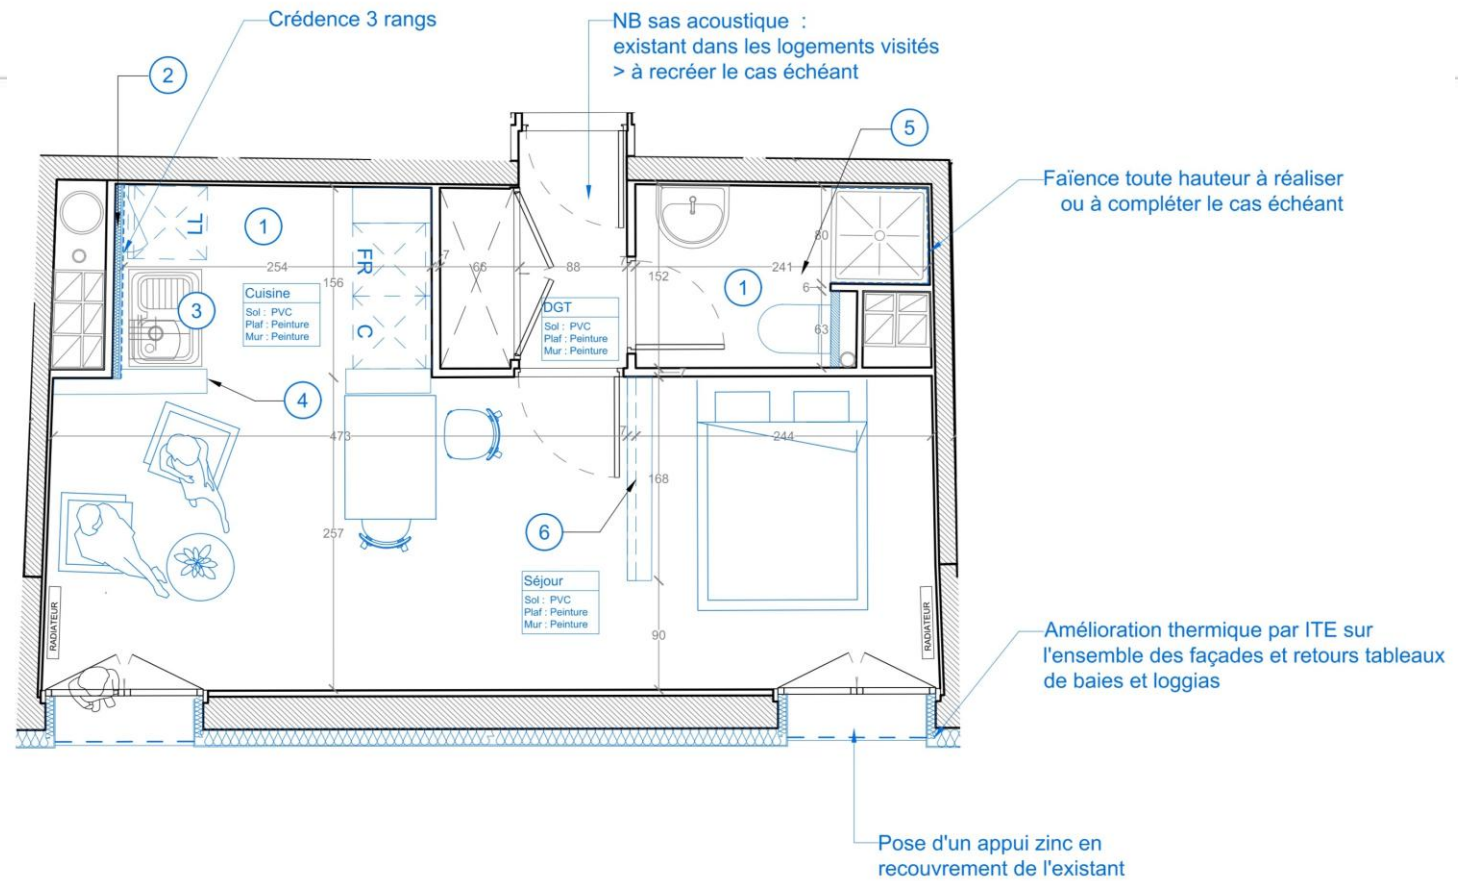 Crédence 3 rangs
NB sas acoustique :
existant dans les logements visités
> à recréer le cas échéant
2
5
Faïence toute hauteur à réaliser
ou à compléter le cas échéant
LL
1
FR
C
254
156
7
66
88
7
152
241
80
6
63
1
3
Cuisine
Sol : PVC
Plaf : Peinture
Mur : Peinture
DGT
Sol : PVC
Plaf : Peinture
Mur : Peinture
7
4
473
7
244
168
257
6
Séjour
Sol : PVC
Plaf : Peinture
Mur : Peinture
90
RADIATEUR
RADIATEUR
Amélioration thermique par ITE sur
l'ensemble des façades et retours tableaux
de baies et loggias
Pose d'un appui zinc en
recouvrement de l'existant